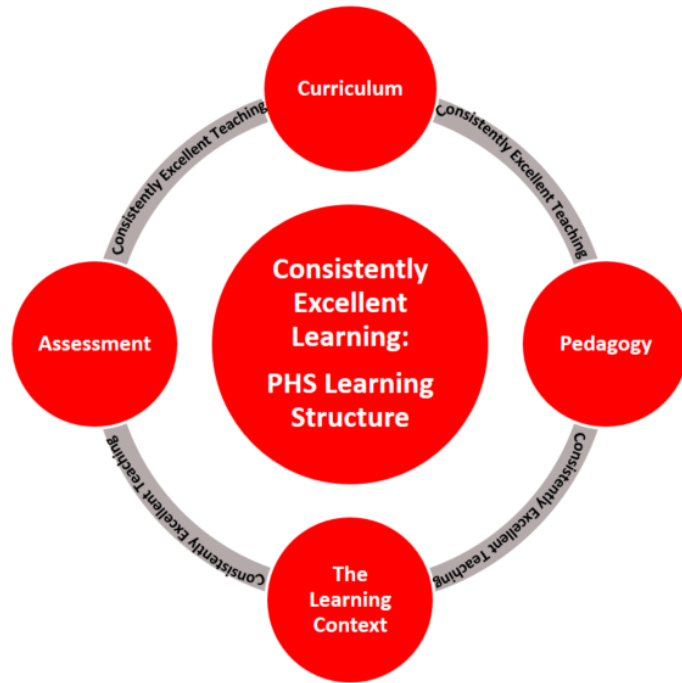 Curriculum
Consistently Excellent Teaching
Consistently Excellent Teaching
Consistently
Excellent
Learning:
PHS Learning
Structure
Assessment
Pedagogy
Consistently Excellent Teaching
Consistently Excellent Teaching
The
Learning
Context